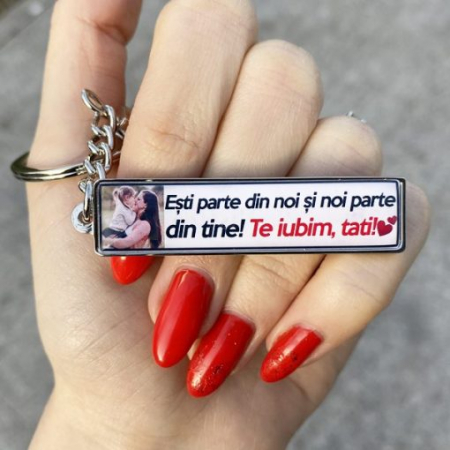 Ești parte din noi și noi parte
din tine! Te iubim, tati!